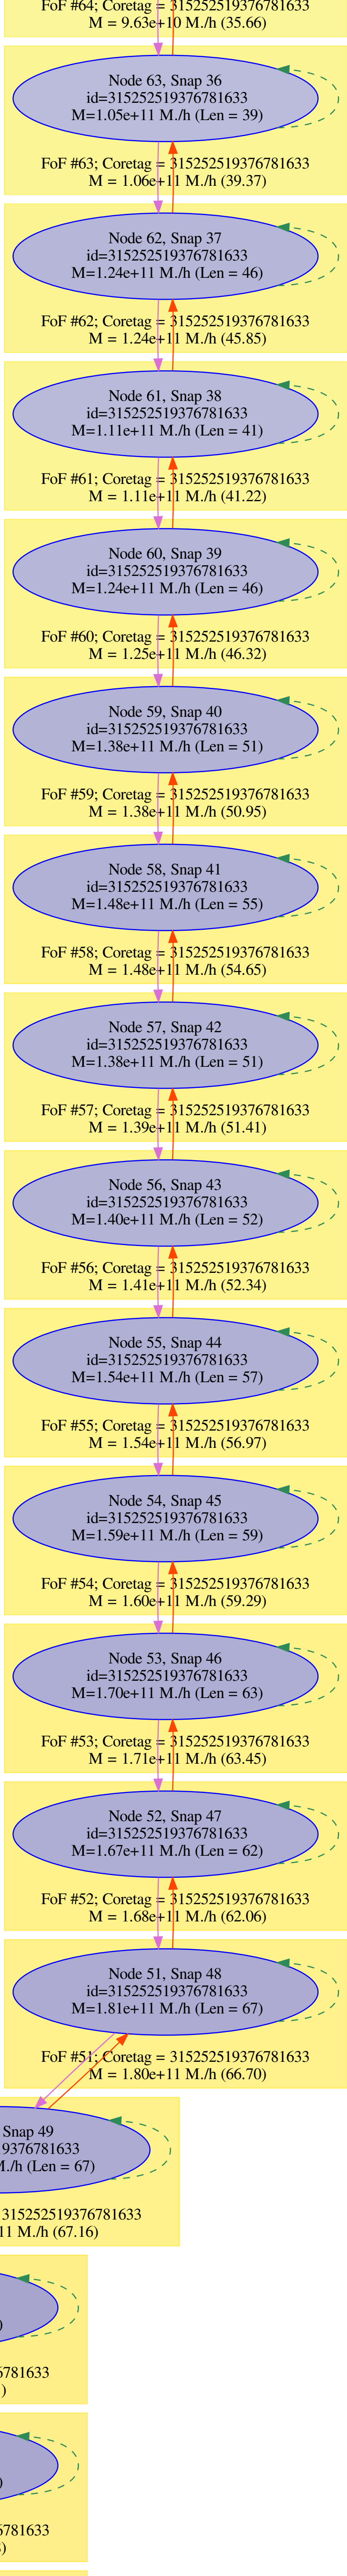 FoF #64; Coretag = 315252519376781633
M = 9.63e+10 M./h (35.66)
Node 63, Snap 36
id=315252519376781633
M=1.05e+11 M./h (Len = 39)
FoF #63; Coretag = 315252519376781633
M = 1.06e+11 M./h (39.37)
Node 62, Snap 37
id=315252519376781633
M=1.24e+11 M./h (Len = 46)
FoF #62; Coretag = 315252519376781633
M = 1.24e+11 M./h (45.85)
Node 61, Snap 38
id=315252519376781633
M=1.11e+11 M./h (Len = 41)
FoF #61; Coretag = 315252519376781633
M = 1.11e+11 M./h (41.22)
Node 60, Snap 39
id=315252519376781633
M=1.24e+11 M./h (Len = 46)
FoF #60; Coretag = 315252519376781633
M = 1.25e+11 M./h (46.32)
Node 59, Snap 40
id=315252519376781633
M=1.38e+11 M./h (Len = 51)
FoF #59; Coretag = 315252519376781633
M = 1.38e+11 M./h (50.95)
Node 58, Snap 41
id=315252519376781633
M=1.48e+11 M./h (Len = 55)
FoF #58; Coretag = 315252519376781633
M = 1.48e+11 M./h (54.65)
Node 57, Snap 42
id=315252519376781633
M=1.38e+11 M./h (Len = 51)
FoF #57; Coretag = 315252519376781633
M = 1.39e+11 M./h (51.41)
Node 56, Snap 43
id=315252519376781633
M=1.40e+11 M./h (Len = 52)
FoF #56; Coretag = 315252519376781633
M = 1.41e+11 M./h (52.34)
Node 55, Snap 44
id=315252519376781633
M=1.54e+11 M./h (Len = 57)
FoF #55; Coretag = 315252519376781633
M = 1.54e+11 M./h (56.97)
Node 54, Snap 45
id=315252519376781633
M=1.59e+11 M./h (Len = 59)
FoF #54; Coretag = 315252519376781633
M = 1.60e+11 M./h (59.29)
Node 53, Snap 46
id=315252519376781633
M=1.70e+11 M./h (Len = 63)
FoF #53; Coretag = 315252519376781633
M = 1.71e+11 M./h (63.45)
Node 52, Snap 47
id=315252519376781633
M=1.67e+11 M./h (Len = 62)
FoF #52; Coretag = 315252519376781633
M = 1.68e+11 M./h (62.06)
Node 51, Snap 48
id=315252519376781633
M=1.81e+11 M./h (Len = 67)
FoF #51; Coretag = 315252519376781633
M = 1.80e+11 M./h (66.70)
Snap 49
19376781633
M./h (Len = 67)
315252519376781633
11 M./h (67.16)
)
6781633
)
)
6781633
)